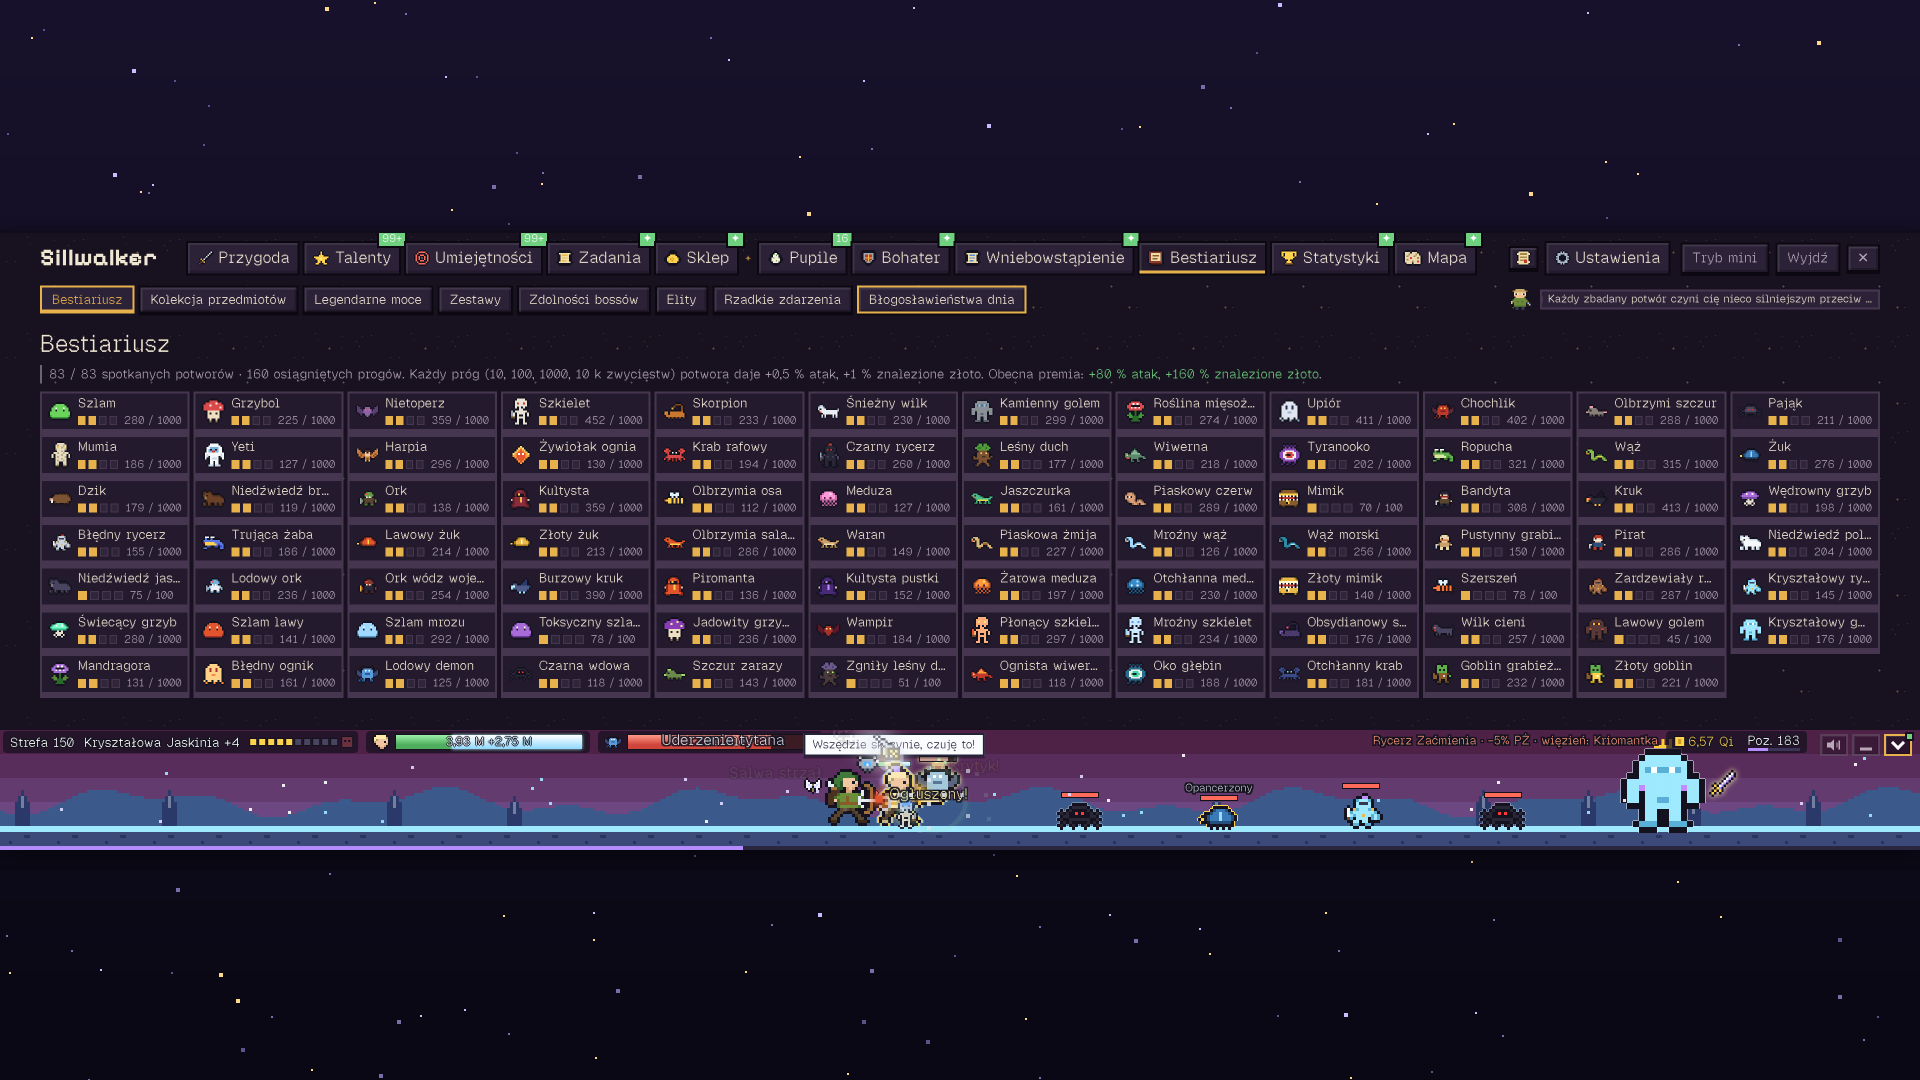 Sillwalker
Przygoda
Talenty 99+
Umiejętności 99+
Zadania
Sklep
Pupile 16
Bohater
Wniebowstąpienie
Bestiariusz
Statystyki
Mapa
Ustawienia
Tryb mini
Wyjdź
Bestiariusz
Kolekcja przedmiotów
Legendarne moce
Zestawy
Zdolności bossów
Elity
Rzadkie zdarzenia
Błogosławieństwa dnia
Każdy zbadany potwór czyni cię nieco silniejszym przeciw ...
Bestiariusz
83 / 83 spotkanych potworów · 160 osiągniętych progów. Każdy próg (10, 100, 1000, 10 k zwycięstw) potwora daje +0,5 % atak, +1 % znalezione złoto. Obecna premia: +80 % atak, +160 % znalezione złoto.
Szlam 280 / 1000
Grzybol 225 / 1000
Nietoperz 359 / 1000
Szkielet 452 / 1000
Skorpion 233 / 1000
Śnieżny wilk 230 / 1000
Kamienny golem 299 / 1000
Roślina mięsoż... 274 / 1000
Upiór 411 / 1000
Chochlik 402 / 1000
Olbrzymi szczur 288 / 1000
Pająk 211 / 1000
Mumia 186 / 1000
Yeti 127 / 1000
Harpia 296 / 1000
Żywiołak ognia 130 / 1000
Krab rafowy 194 / 1000
Czarny rycerz 260 / 1000
Leśny duch 177 / 1000
Wiwerna 218 / 1000
Tyranooko 202 / 1000
Ropucha 321 / 1000
Wąż 315 / 1000
Żuk 276 / 1000
Dzik 179 / 1000
Niedźwiedź br... 119 / 1000
Ork 138 / 1000
Kultysta 359 / 1000
Olbrzymia osa 112 / 1000
Meduza 127 / 1000
Jaszczurka 161 / 1000
Piaskowy czerw 289 / 1000
Mimik 70 / 100
Bandyta 308 / 1000
Kruk 413 / 1000
Wędrowny grzyb 198 / 1000
Błędny rycerz 155 / 1000
Trująca żaba 186 / 1000
Lawowy żuk 214 / 1000
Złoty żuk 213 / 1000
Olbrzymia sala... 286 / 1000
Waran 149 / 1000
Piaskowa żmija 227 / 1000
Mroźny wąż 126 / 1000
Wąż morski 256 / 1000
Pustynny grabi... 150 / 1000
Pirat 286 / 1000
Niedźwiedź pol... 204 / 1000
Niedźwiedź jas... 75 / 100
Lodowy ork 236 / 1000
Ork wódz woje... 254 / 1000
Burzowy kruk 390 / 1000
Piromanta 136 / 1000
Kultysta pustki 152 / 1000
Żarowa meduza 197 / 1000
Otchłanna med... 230 / 1000
Złoty mimik 140 / 1000
Szerszeń 78 / 100
Zardzewiały r... 287 / 1000
Kryształowy ry... 145 / 1000
Świecący grzyb 280 / 1000
Szlam lawy 141 / 1000
Szlam mrozu 292 / 1000
Toksyczny szla... 78 / 100
Jadowity grzy... 236 / 1000
Wampir 184 / 1000
Płonący szkiel... 297 / 1000
Mroźny szkielet 234 / 1000
Obsydianowy s... 176 / 1000
Wilk cieni 257 / 1000
Lawowy golem 45 / 100
Kryształowy g... 176 / 1000
Mandragora 131 / 1000
Błędny ognik 161 / 1000
Lodowy demon 125 / 1000
Czarna wdowa 118 / 1000
Szczur zarazy 143 / 1000
Zgniły leśny d... 51 / 100
Ognista wiwer... 118 / 1000
Oko głębin 188 / 1000
Otchłanny krab 181 / 1000
Goblin grabież... 232 / 1000
Złoty goblin 221 / 1000
Strefa 150 Kryształowa Jaskinia +4
3,93 M +2,75 M
Uderzenie tytana
Wszędzie skrzynie, czuję to!
Rycerz Zaćmienia · -5% PŻ · więzień: Kriomantka
6,57 Qi
Poz. 183
Ogłuszony!
Opancerzony